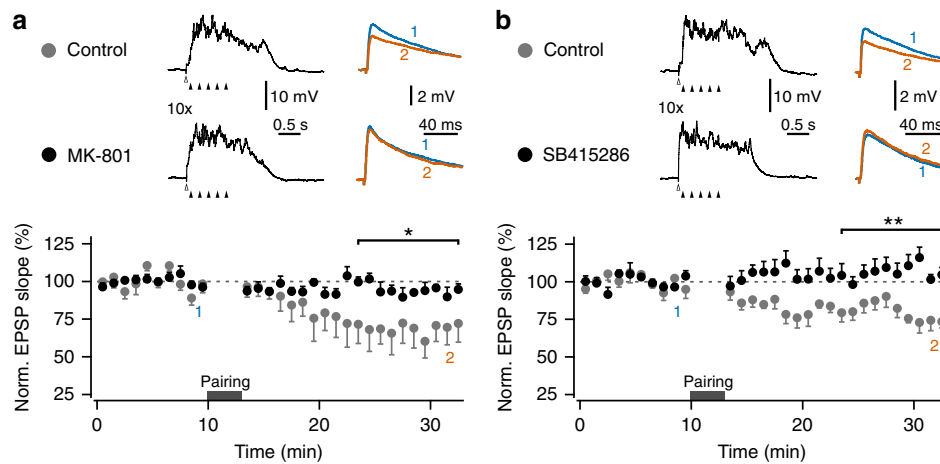 a
Control
1
2
10 mV
2 mV
10x
0.5 s
40 ms
MK-801
1
2
Norm. EPSP slope (%)
125
100
75
50
25
*
1
2
Pairing
0
10
20
30
Time (min)
b
Control
1
2
10 mV
2 mV
10x
0.5 s
40 ms
SB415286
2
1
Norm. EPSP slope (%)
125
100
75
50
25
**
1
2
Pairing
0
10
20
30
Time (min)